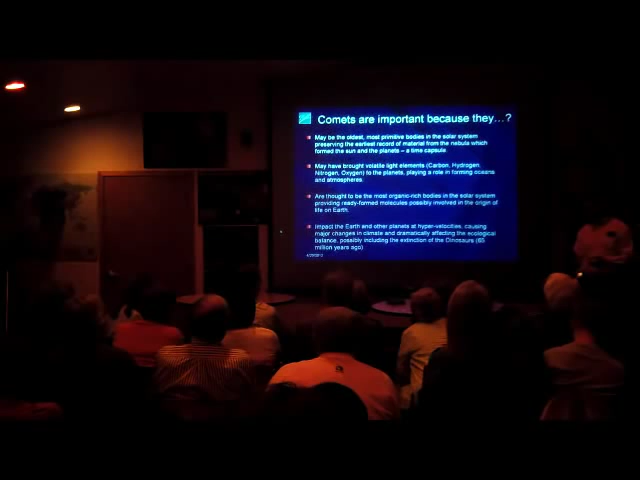 Comets are important because they…?
May be the oldest, most primitive bodies in the solar system
preserving the earliest record of material from the nebula which
formed the sun and the planets – a time capsule
May have brought volatile light elements (Carbon, Hydrogen,
Nitrogen, Oxygen) to the planets, playing a role in forming oceans
and atmospheres.
Are thought to be the most organic-rich bodies in the solar system
providing ready-formed molecules possibly involved in the origin of
life on Earth.
Impact the Earth and other planets at hyper-velocities, causing
major changes in climate and dramatically affecting the ecological
balance, possibly including the extinction of the Dinosaurs (65
million years ago)